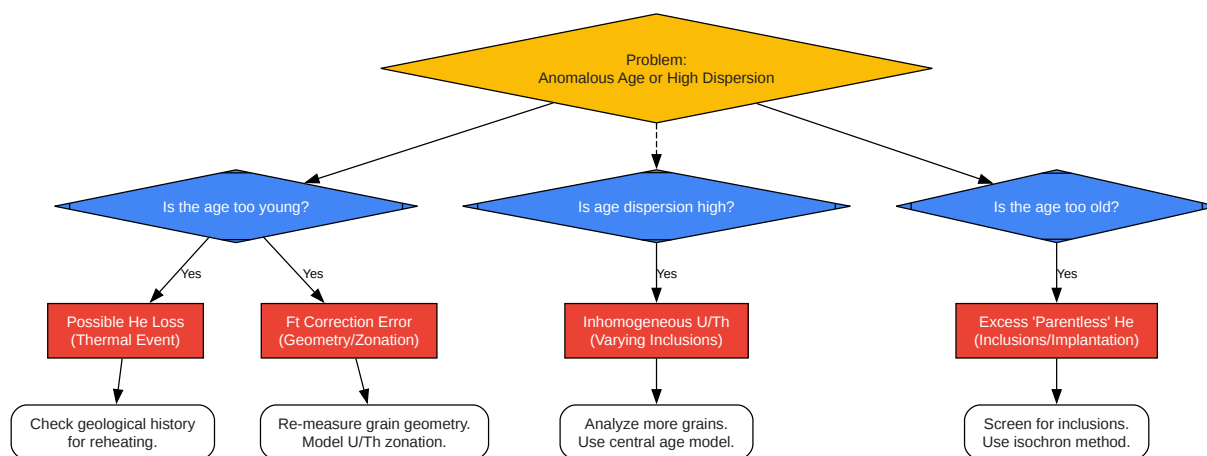 Problem:
Anomalous Age or High Dispersion
Is the age too young?
Is age dispersion high?
Is the age too old?
Yes
Yes
Yes
Yes
Possible He Loss
(Thermal Event)
Ft Correction Error
(Geometry/Zonation)
Inhomogeneous U/Th
(Varying Inclusions)
Excess 'Parentless' He
(Inclusions/Implantation)
Check geological history
for reheating.
Re-measure grain geometry.
Model U/Th zonation.
Analyze more grains.
Use central age model.
Screen for inclusions.
Use isochron method.